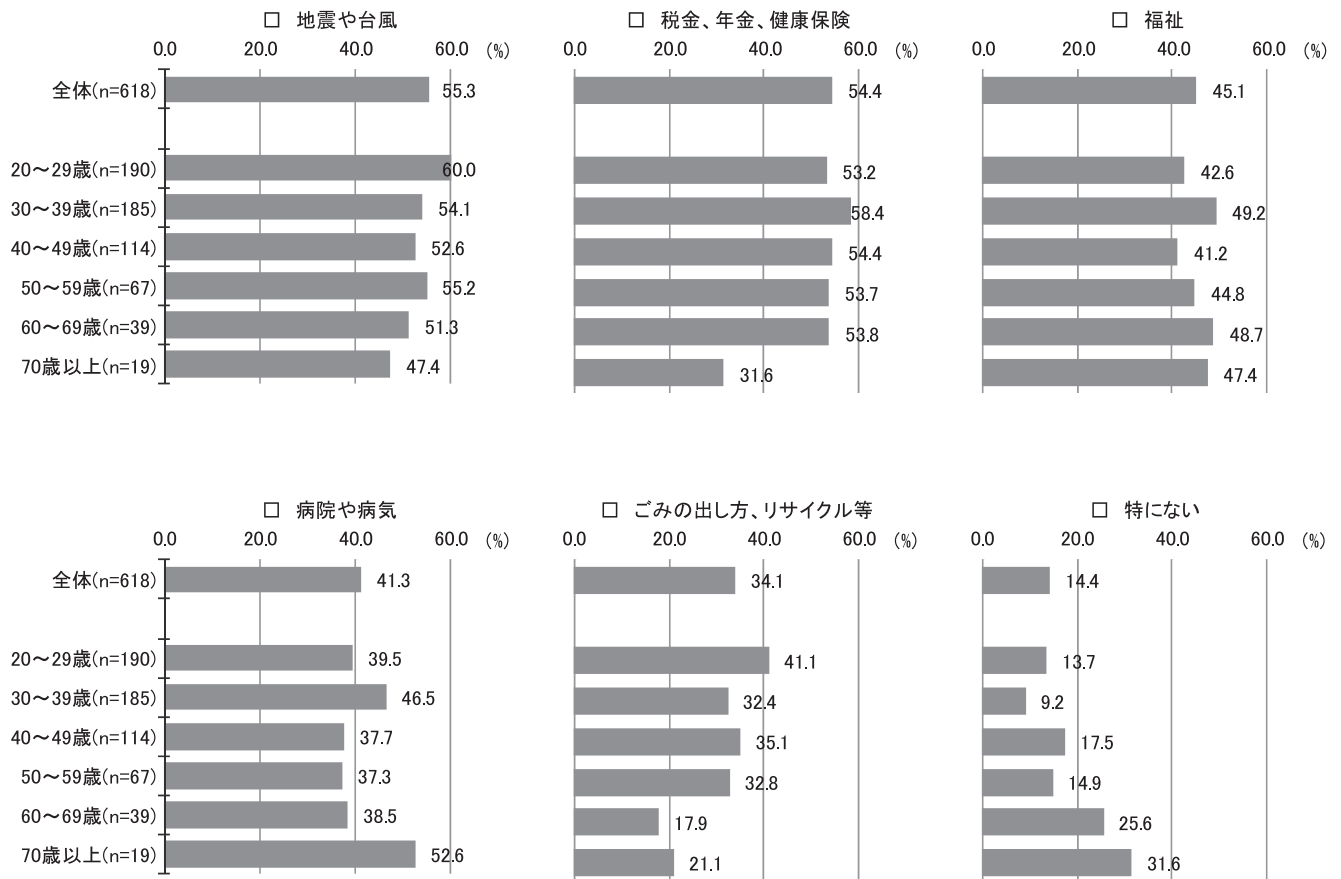 □ 地震や台風 □ 税金、年金、健康保険 □ 福祉
0.0 20.0 40.0 60.0 (%) 0.0 20.0 40.0 60.0 (%) 0.0 20.0 40.0 60.0 (%)
全体(n=618) 55.3 54.4 45.1
20～29歳(n=190) 60.0 53.2 42.6
30～39歳(n=185) 54.1 58.4 49.2
40～49歳(n=114) 52.6 54.4 41.2
50～59歳(n=67) 55.2 53.7 44.8
60～69歳(n=39) 51.3 53.8 48.7
70歳以上(n=19) 47.4 31.6 47.4
□ 病院や病気 □ ごみの出し方、リサイクル等 □ 特にない
0.0 20.0 40.0 60.0 (%) 0.0 20.0 40.0 60.0 (%) 0.0 20.0 40.0 60.0 (%)
全体(n=618) 41.3 34.1 14.4
20～29歳(n=190) 39.5 41.1 13.7
30～39歳(n=185) 46.5 32.4 9.2
40～49歳(n=114) 37.7 35.1 17.5
50～59歳(n=67) 37.3 32.8 14.9
60～69歳(n=39) 38.5 17.9 25.6
70歳以上(n=19) 52.6 21.1 31.6